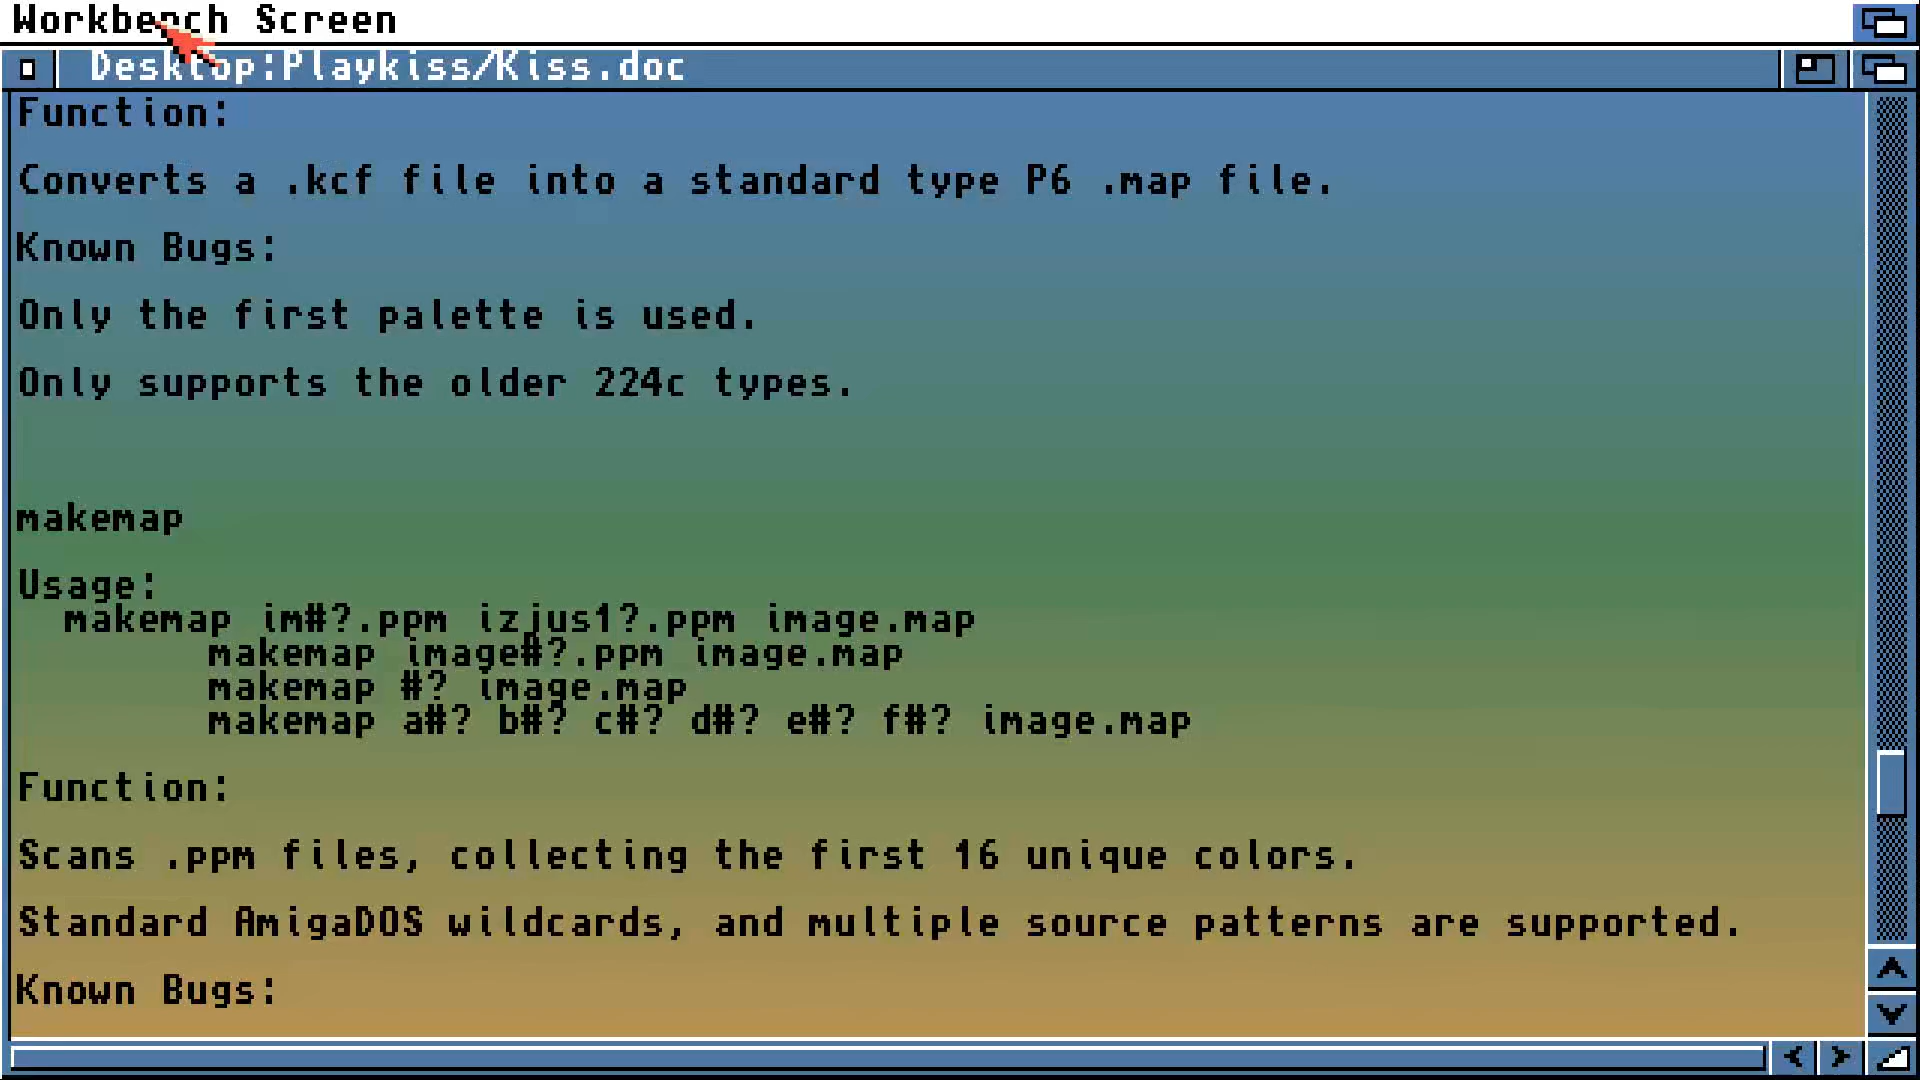 Workbench Screen
Desktop:Playkiss/Kiss.doc
Function:
Converts a .kcf file into a standard type P6 .map file.
Known Bugs:
Only the first palette is used.
Only supports the older 224c types.
makemap
Usage:
makemap im#?.ppm izjus1?.ppm image.map
makemap image#?.ppm image.map
makemap #? image.map
makemap a#? b#? c#? d#? e#? f#? image.map
Function:
Scans .ppm files, collecting the first 16 unique colors.
Standard AmigaDOS wildcards, and multiple source patterns are supported.
Known Bugs: